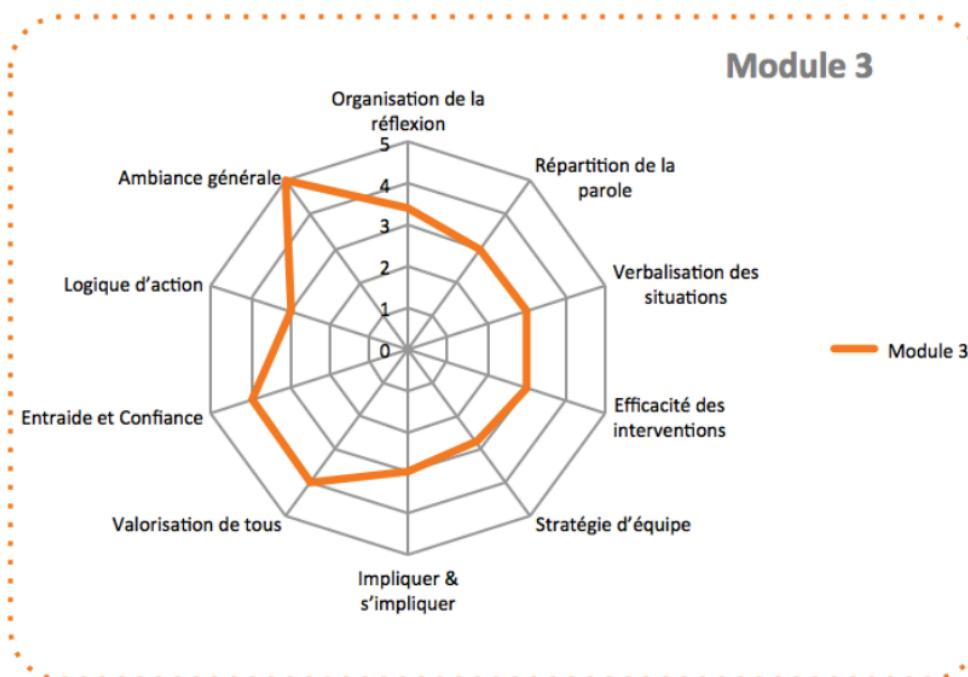 Module 3
Organisation de la
réflexion
5
4
3
2
1
0
Répartition de la
parole
Verbalisation des
situations
Efficacité des
interventions
Stratégie d'équipe
Impliquer &
s'impliquer
Valorisation de tous
Entraide et Confiance
Logique d'action
Ambiance générale
Module 3